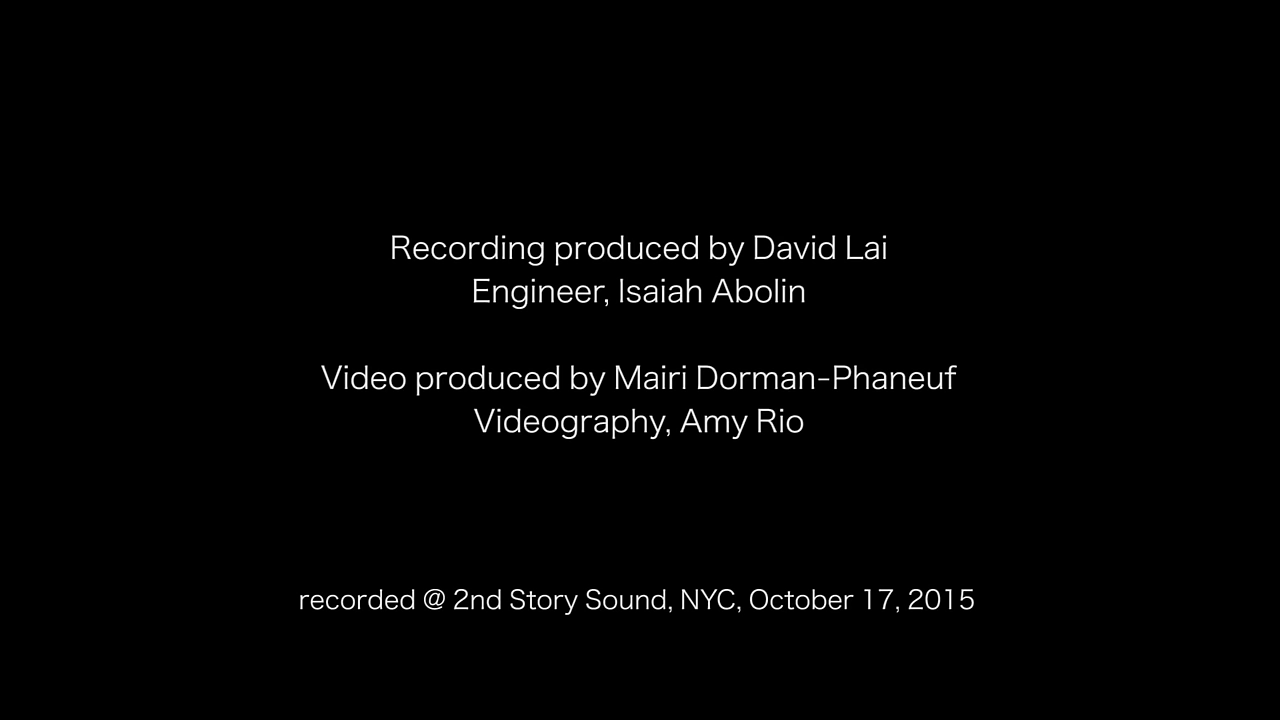 Recording produced by David Lai
Engineer, Isaiah Abolin
Video produced by Mairi Dorman-Phaneuf
Videography, Amy Rio
recorded @ 2nd Story Sound, NYC, October 17, 2015